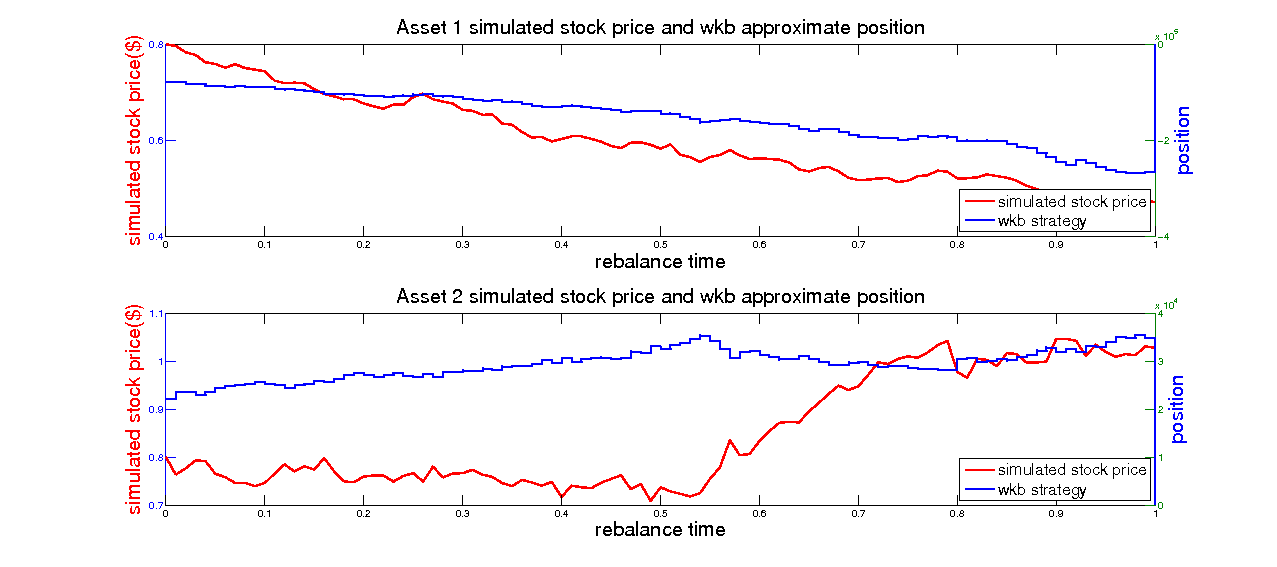 Asset 1 simulated stock price and wkb approximate position
x 10^5
0.8
0.6
0.4
simulated stock price($)
0
−2
−4
position
simulated stock price
wkb strategy
0 0.1 0.2 0.3 0.4 0.5 0.6 0.7 0.8 0.9 1
rebalance time
Asset 2 simulated stock price and wkb approximate position
x 10^4
1.1
1
0.9
0.8
0.7
simulated stock price($)
4
3
2
1
0
position
simulated stock price
wkb strategy
0 0.1 0.2 0.3 0.4 0.5 0.6 0.7 0.8 0.9 1
rebalance time